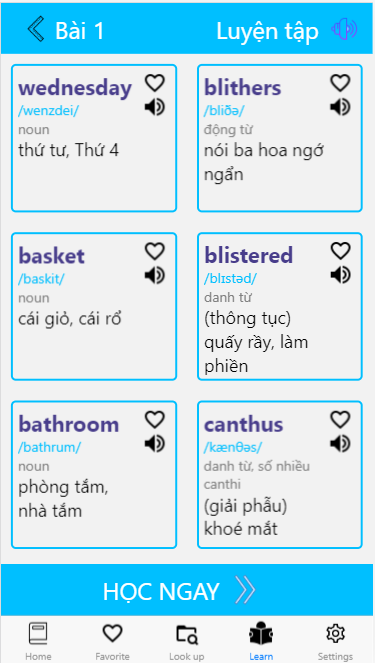 Bài 1
Luyện tập
wednesday
/wenzdei/
noun
thứ tư, Thứ 4
blithers
/bliðə/
động từ
nói ba hoa ngớ
ngẩn
basket
/baskit/
noun
cái giỏ, cái rổ
blistered
/blɪstəd/
danh từ
(thông tục)
quấy rầy, làm
phiền
bathroom
/bathrum/
noun
phòng tắm,
nhà tắm
canthus
/kænθəs/
danh từ, số nhiều
canthi
(giải phẫu)
khoé mắt
HỌC NGAY
Home
Favorite
Look up
Learn
Settings